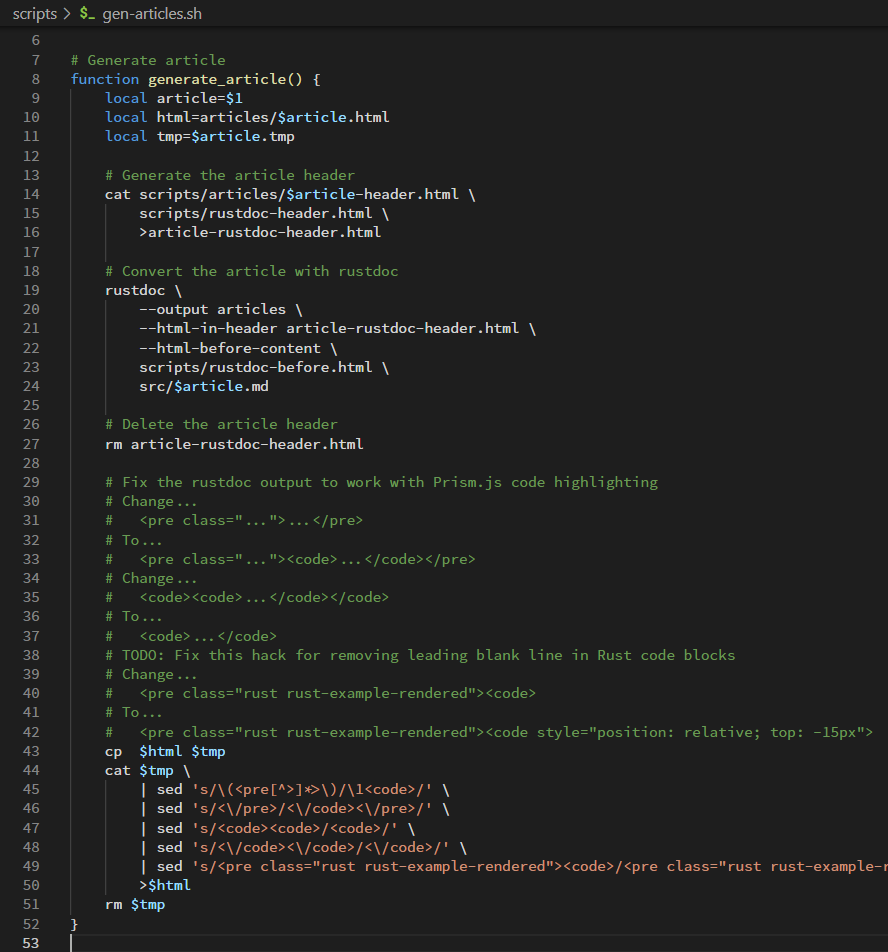 scripts > $_ gen-articles.sh
6
7 # Generate article
8 function generate_article() {
9     local article=$1
10     local html=articles/$article.html
11     local tmp=$article.tmp
12
13     # Generate the article header
14     cat scripts/articles/$article-header.html \
15         scripts/rustdoc-header.html \
16         >article-rustdoc-header.html
17
18     # Convert the article with rustdoc
19     rustdoc \
20         --output articles \
21         --html-in-header article-rustdoc-header.html \
22         --html-before-content \
23         scripts/rustdoc-before.html \
24         src/$article.md
25
26     # Delete the article header
27     rm article-rustdoc-header.html
28
29     # Fix the rustdoc output to work with Prism.js code highlighting
30     # Change...
31     #   <pre class="...">...</pre>
32     # To...
33     #   <pre class="..."><code>...</code></pre>
34     # Change...
35     #   <code><code>...</code></code>
36     # To...
37     #   <code>...</code>
38     # TODO: Fix this hack for removing leading blank line in Rust code blocks
39     # Change...
40     #   <pre class="rust rust-example-rendered"><code>
41     # To...
42     #   <pre class="rust rust-example-rendered"><code style="position: relative; top: -15px">
43     cp  $html $tmp
44     cat $tmp \
45         | sed 's/\(<pre[^>]*>\)/\1<code>/' \
46         | sed 's/<\/pre>/<\/code><\/pre>/' \
47         | sed 's/<code><code>/<code>/' \
48         | sed 's/<\/code><\/code>/<\/code>/' \
49         | sed 's/<pre class="rust rust-example-rendered"><code>/<pre class="rust rust-example-r
50         >$html
51     rm $tmp
52 }
53